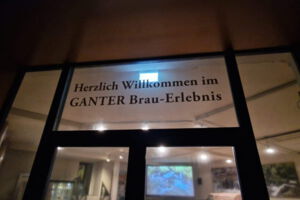 Herzlich Willkommen im
GANTER Brau-Erlebnis